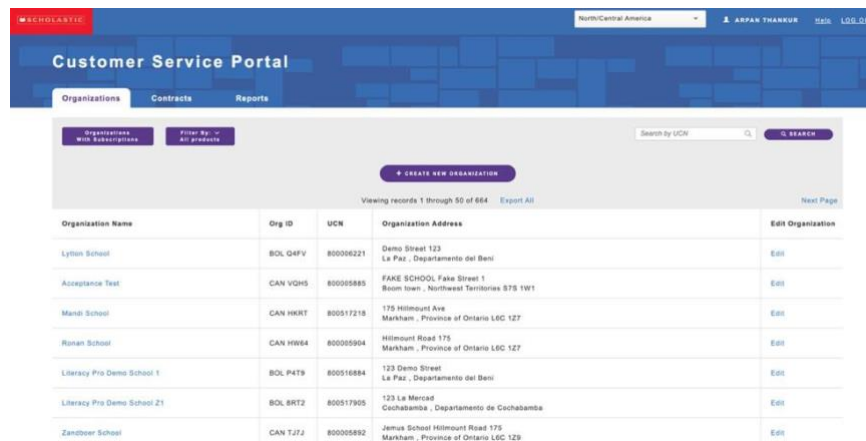 SCHOLASTIC
North/Central America
ARPAN THANKUR
Help
LOG O
Customer Service Portal
Organizations
Contracts
Reports
Organizations
With Subscriptions
Filter By:
All products
Search by UCN
SEARCH
+ CREATE NEW ORGANIZATION
Viewing records 1 through 50 of 664 Export All
Next Page
Organization Name Org ID UCN Organization Address Edit Organization
Lytton School BOL Q4FV 800006221 Demo Street 123 Edit
La Paz , Departamento del Beni
Acceptance Test CAN VQH5 800005885 FAKE SCHOOL Fake Street 1 Edit
Boom town , Northwest Territories S7S 1W1
Mandi School CAN HKRT 800517218 175 Hillmount Ave Edit
Markham , Province of Ontario L6C 1Z7
Ronan School CAN HW64 800005904 Hillmount Road 175 Edit
Markham , Province of Ontario L6C 1Z7
Literacy Pro Demo School 1 BOL P4T9 800516884 123 Demo Street Edit
La Paz , Departamento del Beni
Literacy Pro Demo School Z1 BOL 8RT2 800517905 123 La Mercad Edit
Cochabamba , Departamento de Cochabamba
Zandboer School CAN TJ7J 800005892 Jemus School Hillmount Road 175 Edit
Markham , Province of Ontario L6C 1Z9